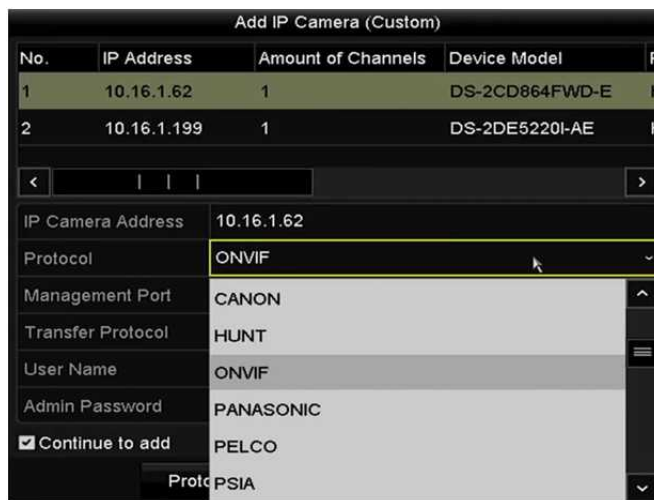 Add IP Camera (Custom)
No. IP Address Amount of Channels Device Model
1 10.16.1.62 1 DS-2CD864FWD-E
2 10.16.1.199 1 DS-2DE5220I-AE
IP Camera Address 10.16.1.62
Protocol ONVIF
Management Port CANON
Transfer Protocol HUNT
User Name ONVIF
Admin Password PANASONIC
Continue to add PELCO
Proto PSIA